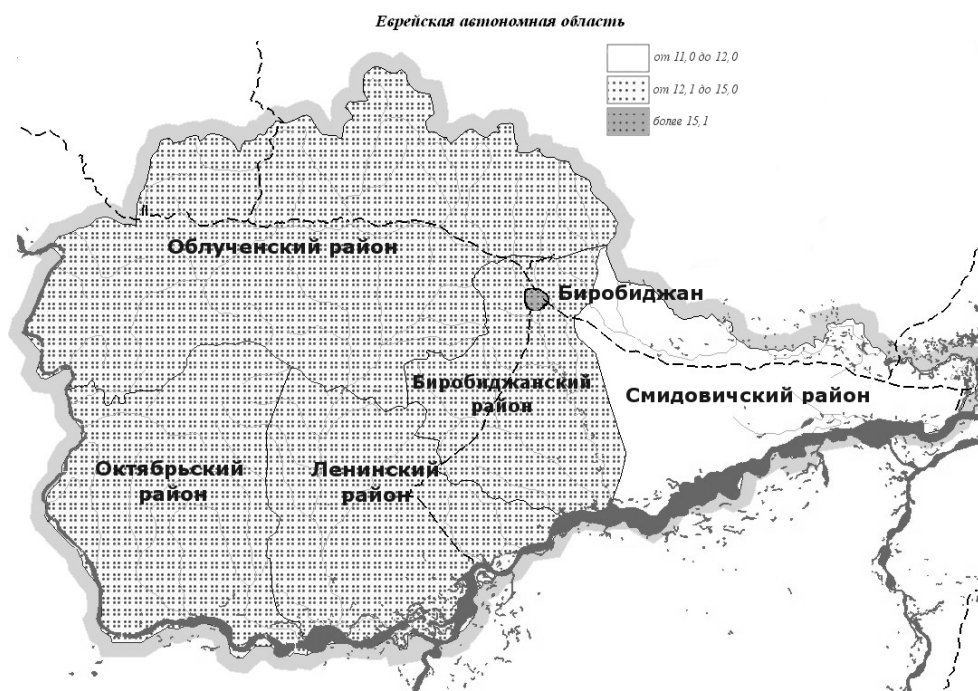 Еврейская автономная область
от 11,0 до 12,0
от 12,1 до 15,0
более 15,1
Облученский район
Биробиджан
Биробиджанский
район
Смидовичский район
Октябрьский
район
Ленинский
район